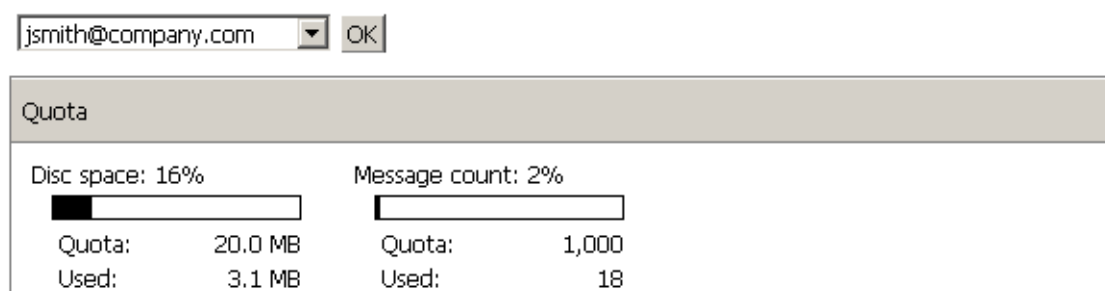 jsmith@company.com OK
Quota
Disc space: 16% Message count: 2%
Quota: 20.0 MB Quota: 1,000
Used: 3.1 MB Used: 18